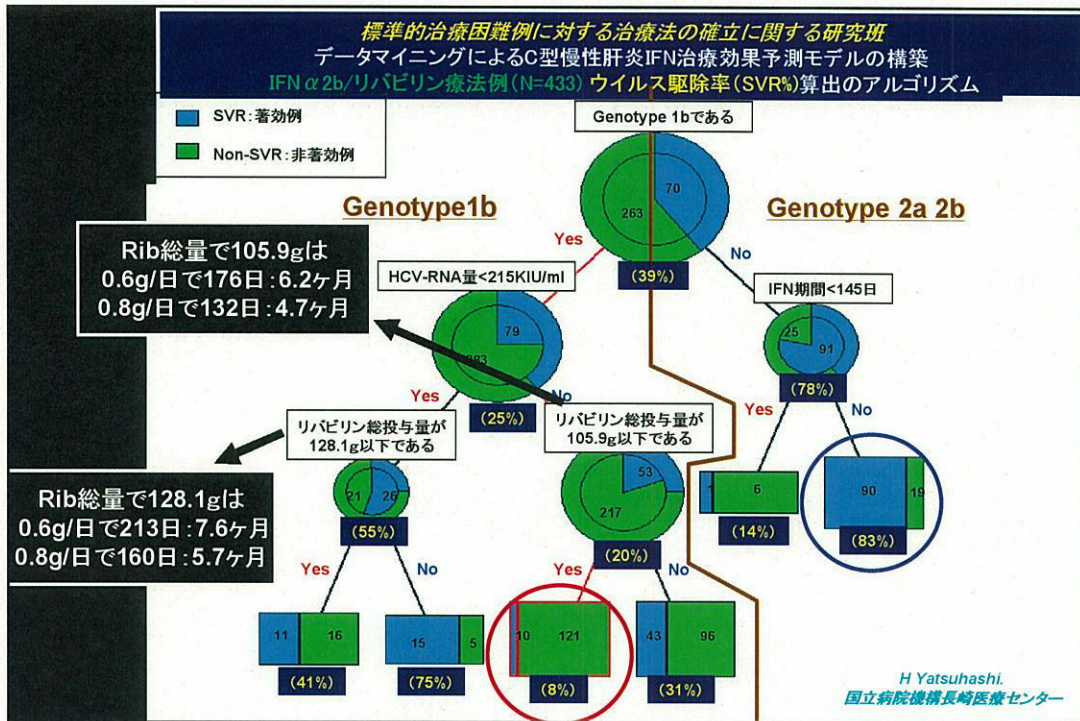 標準的治療困難例に対する治療法の確立に関する研究班
データマイニングによるC型慢性肝炎IFN治療効果予測モデルの構築
IFNα2b/リバビリン療法例(N=433)ウイルス駆除率(SVR%)算出のアルゴリズム
SVR:著効例
Non-SVR:非著効例
Genotype 1bである
70
263
(39%)
Genotype1b
Genotype 2a 2b
Yes
No
Rib総量で105.9gは
0.6g/日で176日:6.2ヶ月
0.8g/日で132日:4.7ヶ月
HCV-RNA量<215KIU/ml
79
(25%)
IFN期間<145日
25
91
(78%)
Yes
No
Yes
No
リバビリン総投与量が
128.1g以下である
リバビリン総投与量が
105.9g以下である
Rib総量で128.1gは
0.6g/日で213日:7.6ヶ月
0.8g/日で160日:5.7ヶ月
21
26
(55%)
53
217
(20%)
1
6
(14%)
90
19
(83%)
Yes
No
Yes
No
11
16
(41%)
15
5
(75%)
10
121
(8%)
43
96
(31%)
H Yatsuhashi.
国立病院機構長崎医療センター